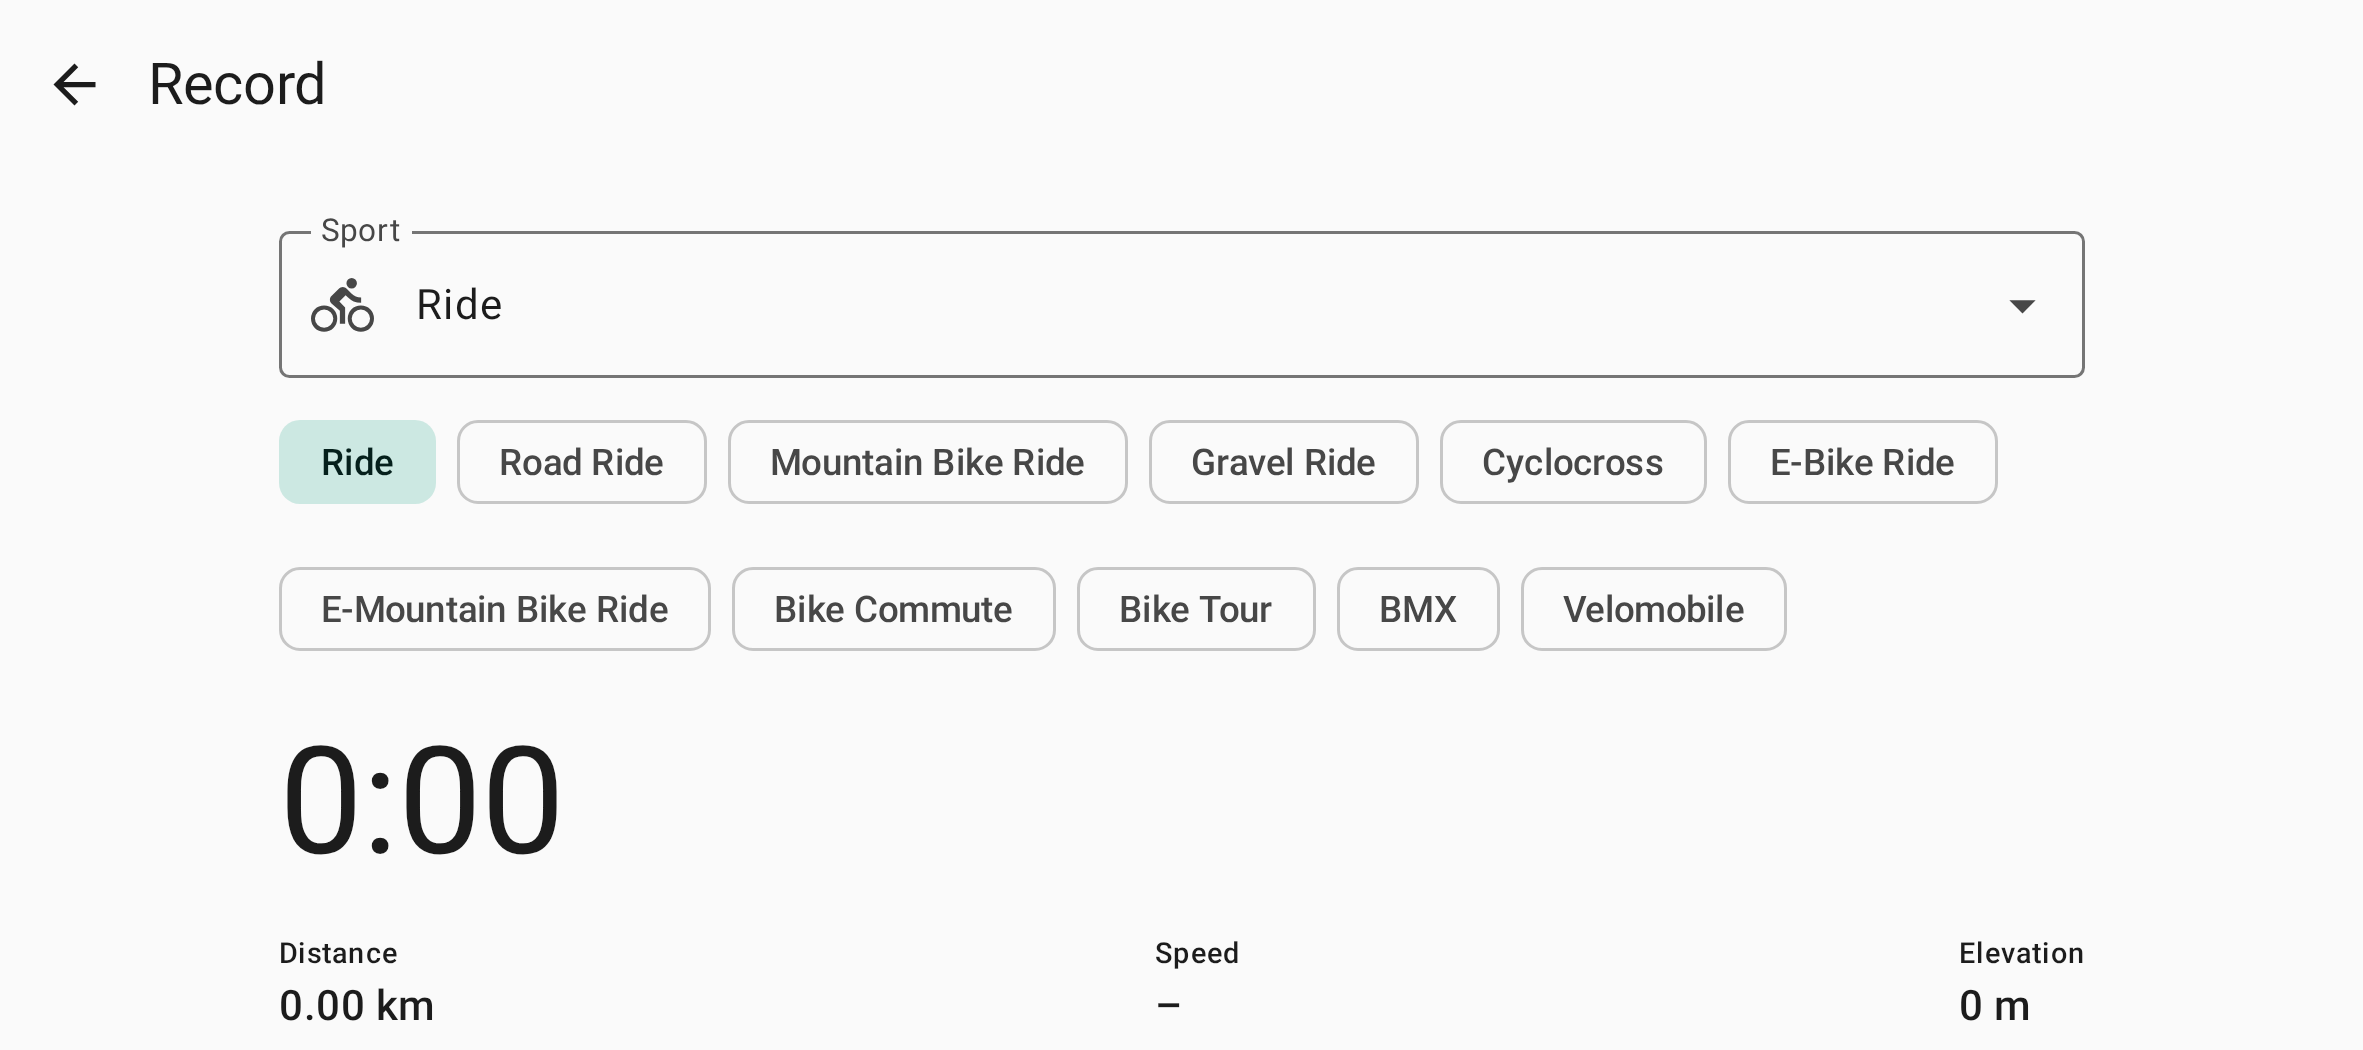 Record
Sport
Ride
Ride Road Ride Mountain Bike Ride Gravel Ride Cyclocross E-Bike Ride
E-Mountain Bike Ride Bike Commute Bike Tour BMX Velomobile
0:00
Distance Speed Elevation
0.00 km – 0 m